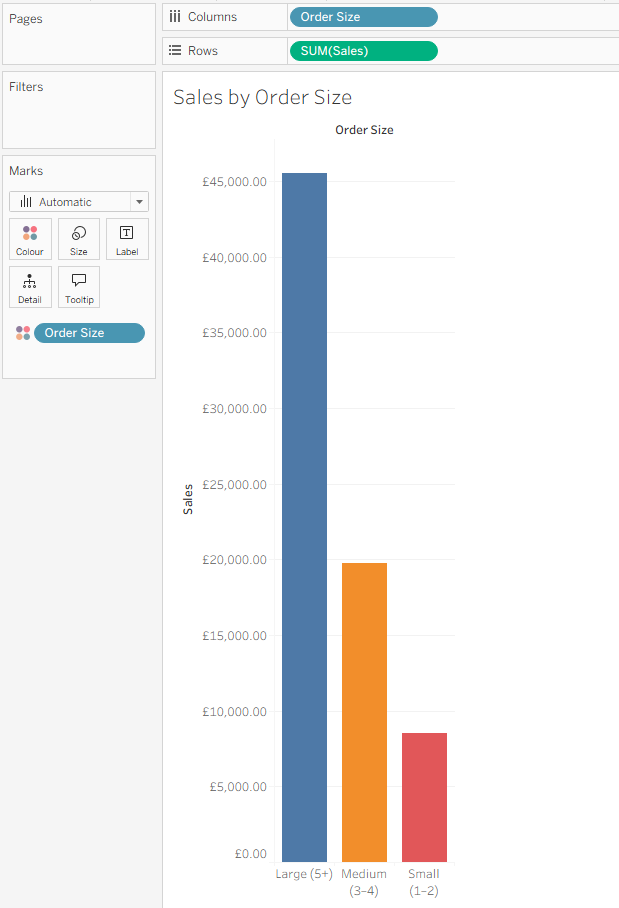 Pages
Columns
Order Size
Rows
SUM(Sales)
Filters
Marks
Automatic
Colour
Size
Label
Detail
Tooltip
Order Size
Sales by Order Size
Order Size
Sales
£45,000.00
£40,000.00
£35,000.00
£30,000.00
£25,000.00
£20,000.00
£15,000.00
£10,000.00
£5,000.00
£0.00
Large (5+)
Medium
(3–4)
Small
(1–2)